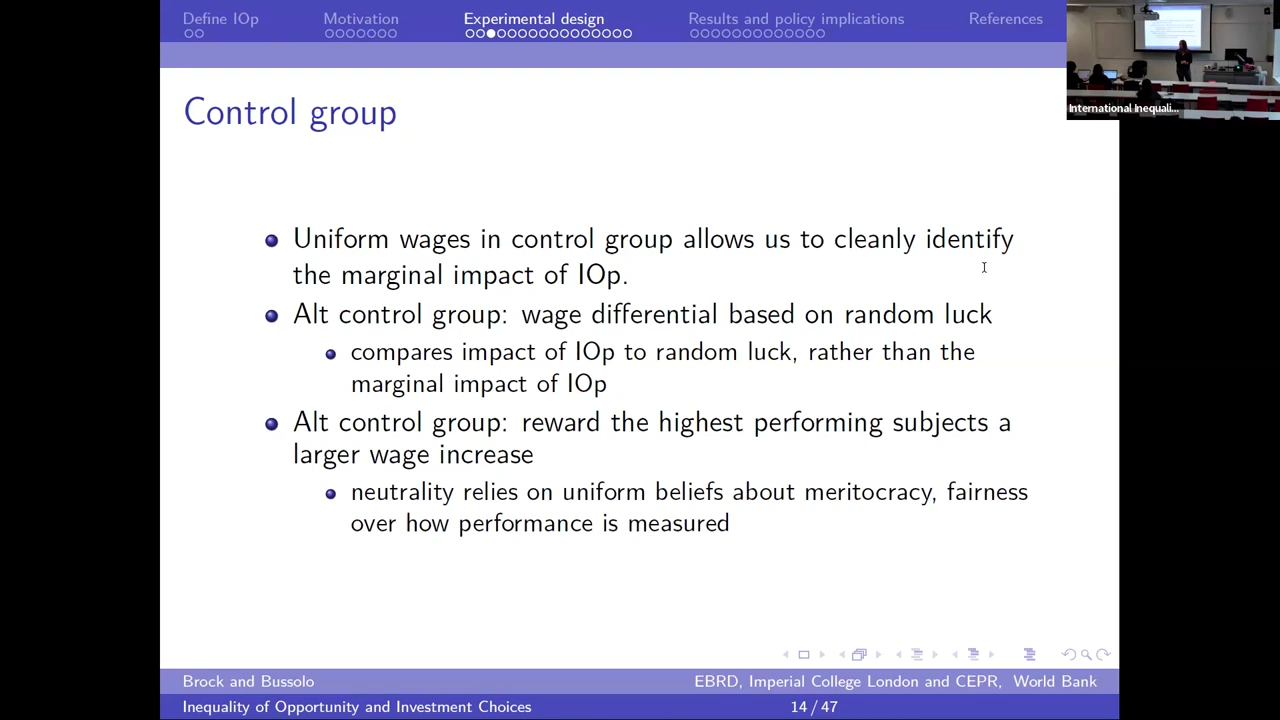 Define IOp
Motivation
Experimental design
Results and policy implications
References
Control group
Uniform wages in control group allows us to cleanly identify
the marginal impact of IOp.
Alt control group: wage differential based on random luck
compares impact of IOp to random luck, rather than the
marginal impact of IOp
Alt control group: reward the highest performing subjects a
larger wage increase
neutrality relies on uniform beliefs about meritocracy, fairness
over how performance is measured
Brock and Bussolo
EBRD, Imperial College London and CEPR, World Bank
Inequality of Opportunity and Investment Choices
14 / 47
International Inequali...